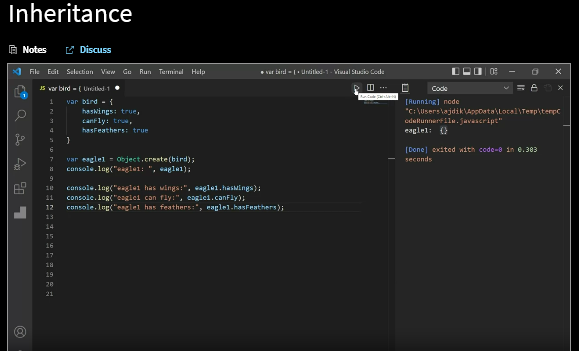 Inheritance
Notes
Discuss
File Edit Selection View Go Run Terminal Help
● var bird = { • Untitled-1 - Visual Studio Code
JS var bird = { Untitled-1 ●
Code
1 var bird = {
2 hasWings: true,
3 canFly: true,
4 hasFeathers: true
5 }
6
7 var eagle1 = Object.create(bird);
8 console.log("eagle1: ", eagle1);
9
10 console.log("eagle1 has wings:", eagle1.hasWings);
11 console.log("eagle1 can fly:", eagle1.canFly);
12 console.log("eagle1 has feathers:", eagle1.hasFeathers);
13
14
15
16
17
18
19
20
21
[Running] node
"C:\Users\ajdik\AppData\Local\Temp\tempC
odeRunnerFile.javascript"
eagle1: {}
[Done] exited with code=0 in 0.303
seconds